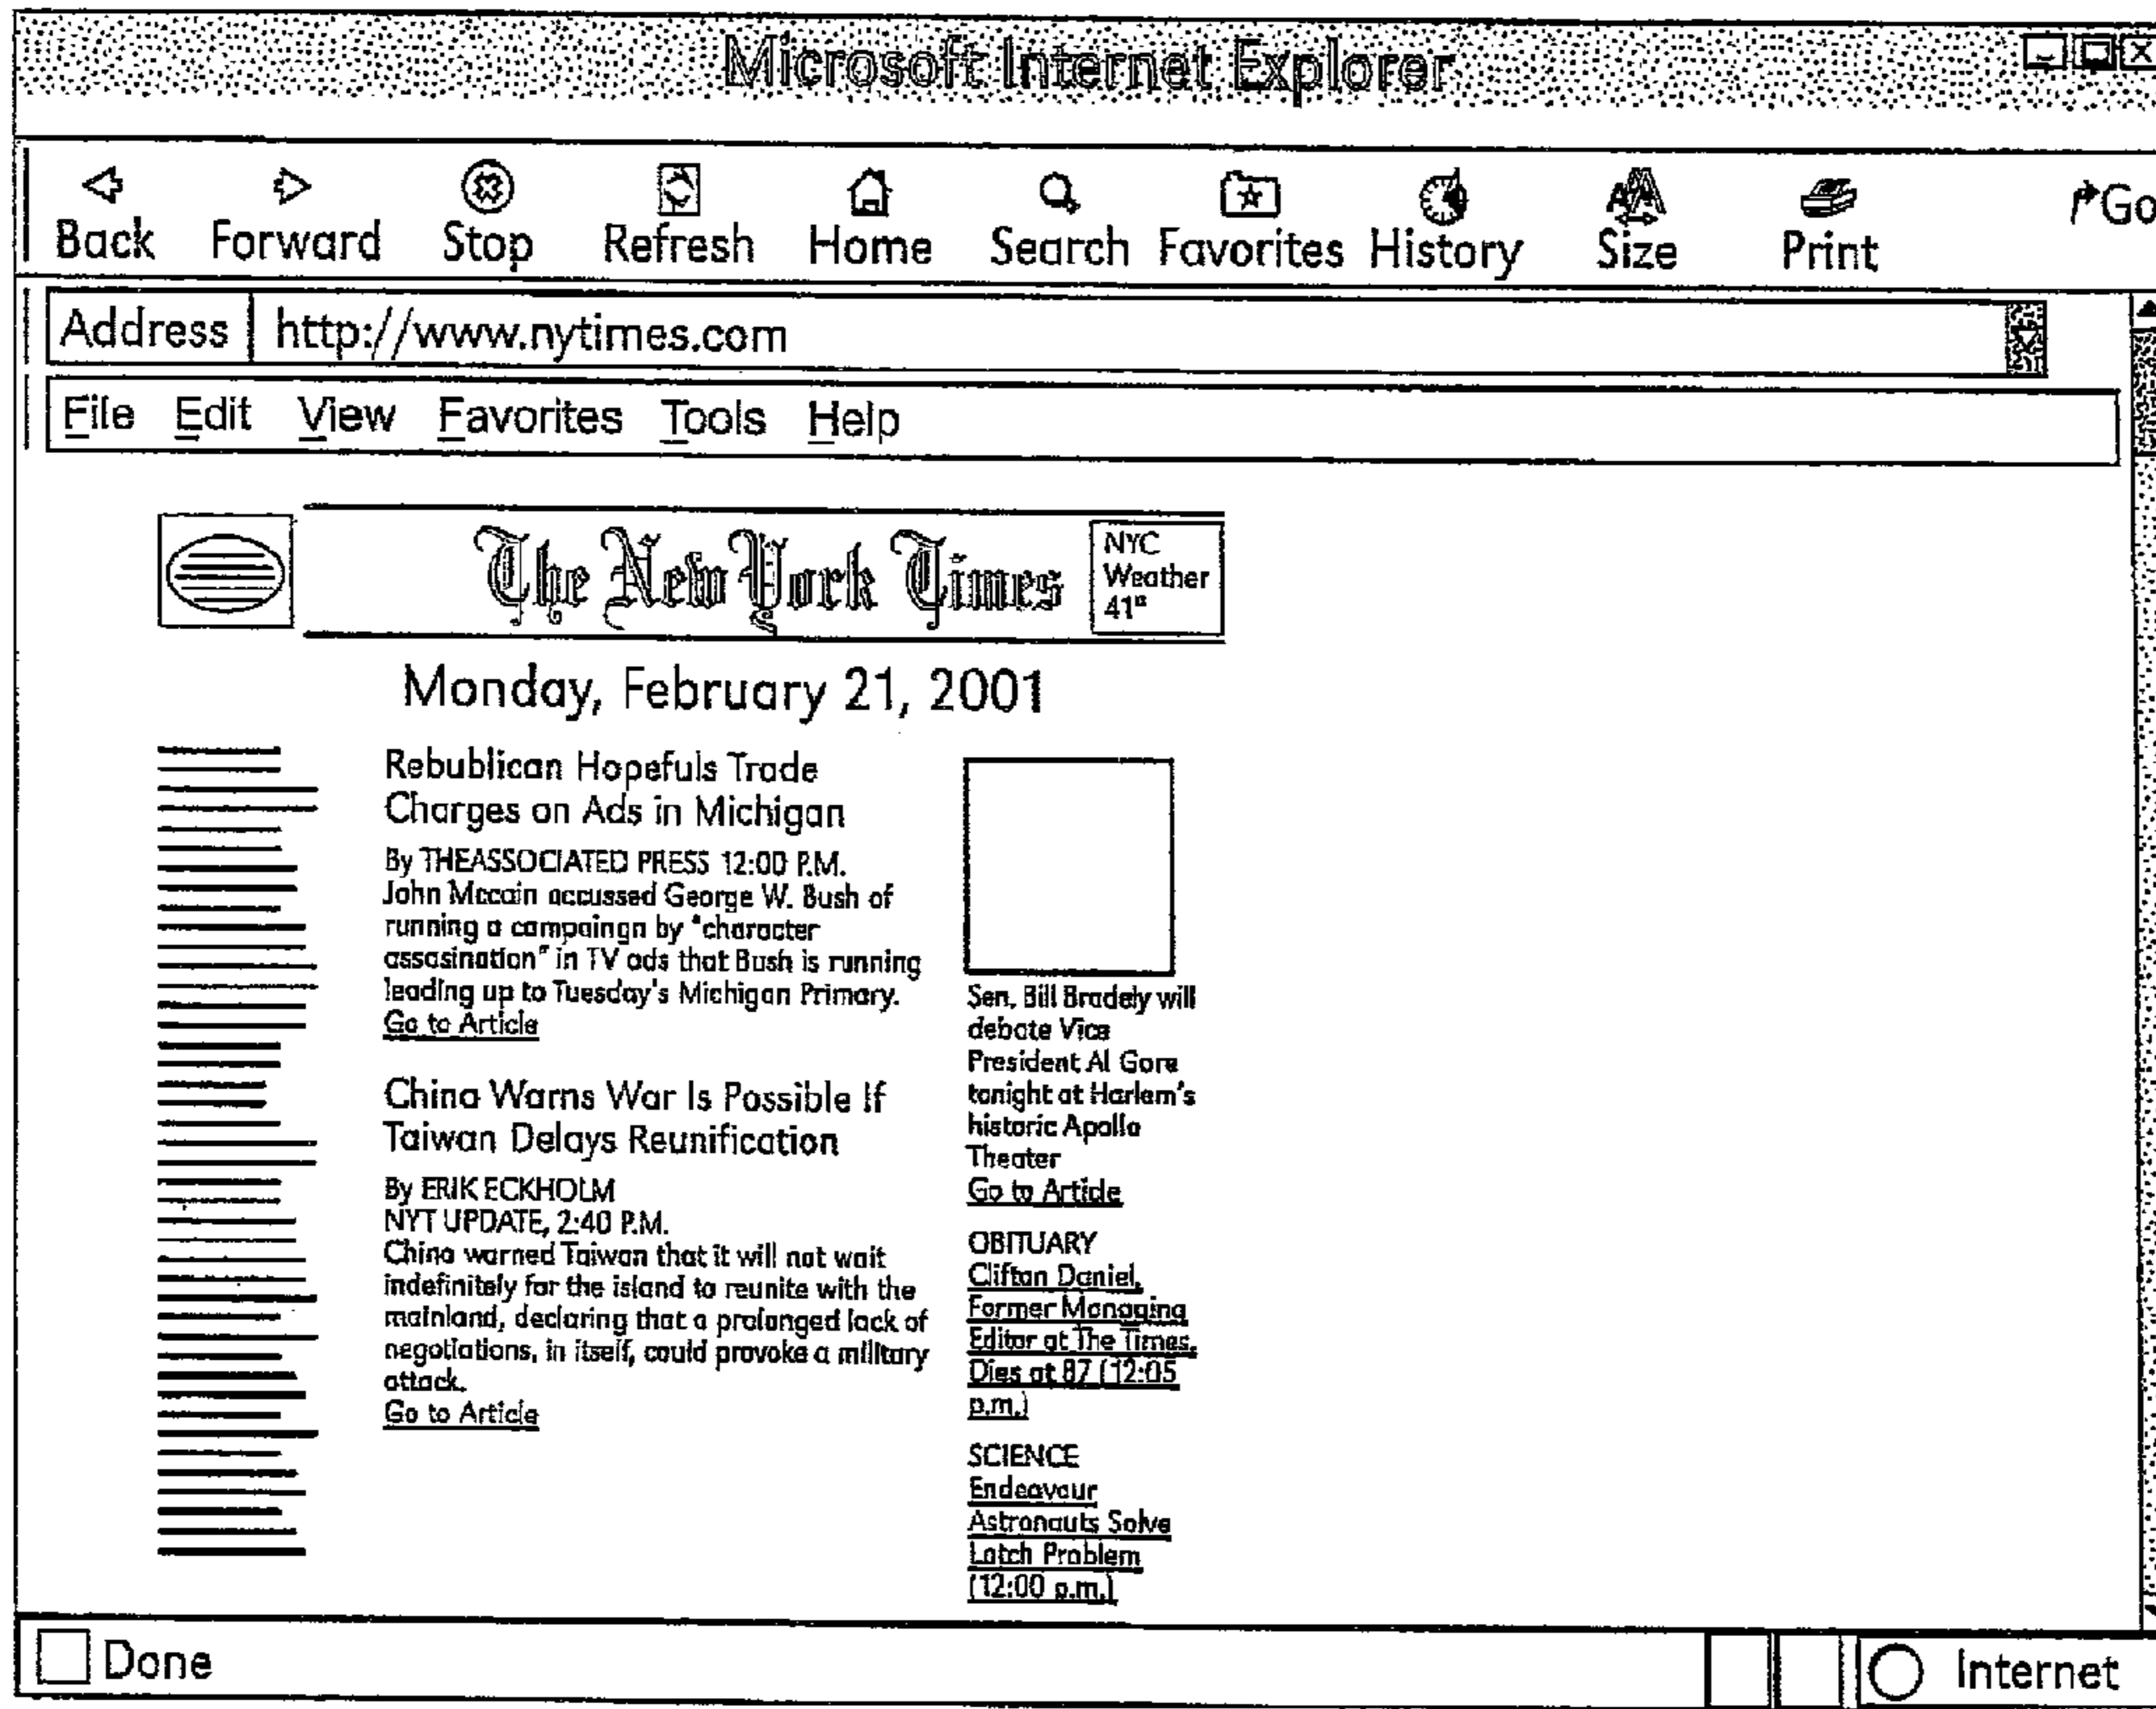 Microsoft Internet Explorer
Back Forward Stop Refresh Home Search Favorites History Size Print Go
Address http://www.nytimes.com
File Edit View Favorites Tools Help
The New York Times
NYC
Weather
41°
Monday, February 21, 2001
Rebublican Hopefuls Trade
Charges on Ads in Michigan
By THEASSOCIATED PRESS 12:00 P.M.
John Mccain accussed George W. Bush of
running a campaingn by "character
assasination" in TV ads that Bush is running
leading up to Tuesday's Michigan Primary.
Go to Article
China Warns War Is Possible If
Taiwan Delays Reunification
By ERIK ECKHOLM
NYT UPDATE, 2:40 P.M.
China warned Taiwan that it will not wait
indefinitely for the island to reunite with the
mainland, declaring that a prolonged lack of
negotiations, in itself, could provoke a military
attack.
Go to Article
Sen. Bill Bradely will
debate Vice
President Al Gore
tonight at Harlem's
historic Apollo
Theater
Go to Article
OBITUARY
Clifton Daniel,
Former Managing
Editor at The Times,
Dies at 87 (12:05
p.m.)
SCIENCE
Endeavour
Astronauts Solve
Latch Problem
(12:00 p.m.)
Done
Internet